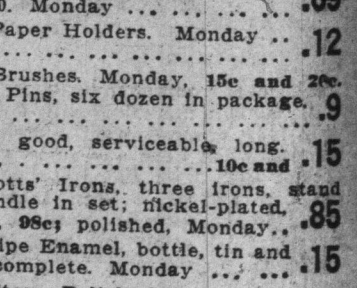 0. Monday ... ... ... ... .69
Paper Holders. Monday .. .12
Brushes. Monday, 15c and 20c.
Pins, six dozen in package. .9
good, serviceable, long.
... 10c and .15
otts' Irons, three irons, stand
ndle in set; nickel-plated,
98c; polished, Monday.. .85
ipe Enamel, bottle, tin and
complete. Monday ... ... ... .15